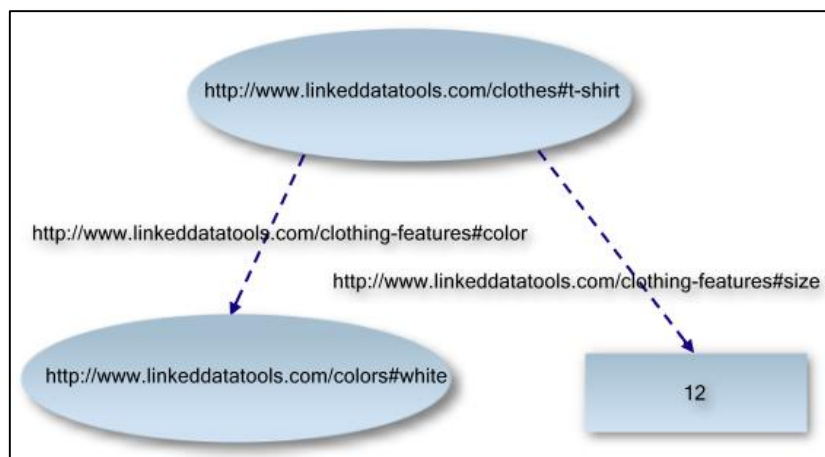 http://www.linkeddatatools.com/clothes#t-shirt
http://www.linkeddatatools.com/clothing-features#color
http://www.linkeddatatools.com/clothing-features#size
http://www.linkeddatatools.com/colors#white
12